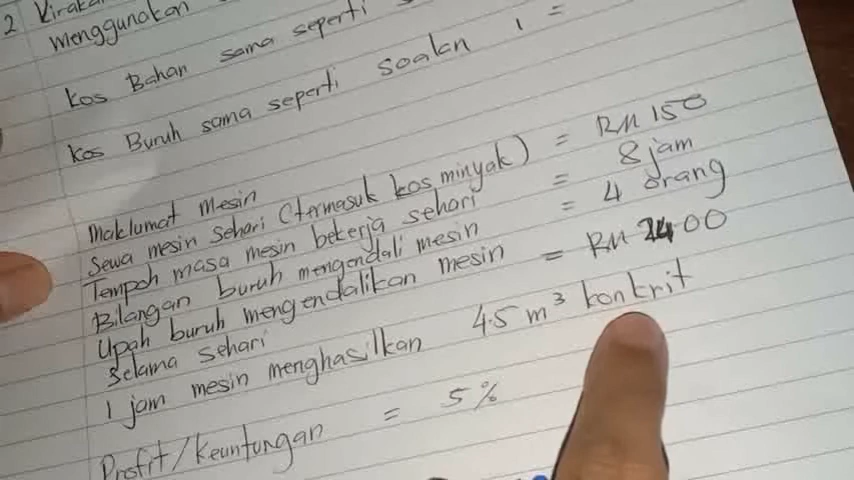 2 Kiraka
menggunakan
Kos Bahan sama seperti
Kos Buruh sama seperti soalan 1 =
Maklumat mesin
Sewa mesin sehari (termasuk kos minyak) = RM 150
Tempoh masa mesin bekerja sehari = 8 jam
Bilangan buruh mengendali mesin = 4 orang
Upah buruh mengendalikan mesin = RM 2400
selama sehari
1 jam mesin menghasilkan 4.5 m³ konkrit
Profit/keuntungan = 5%